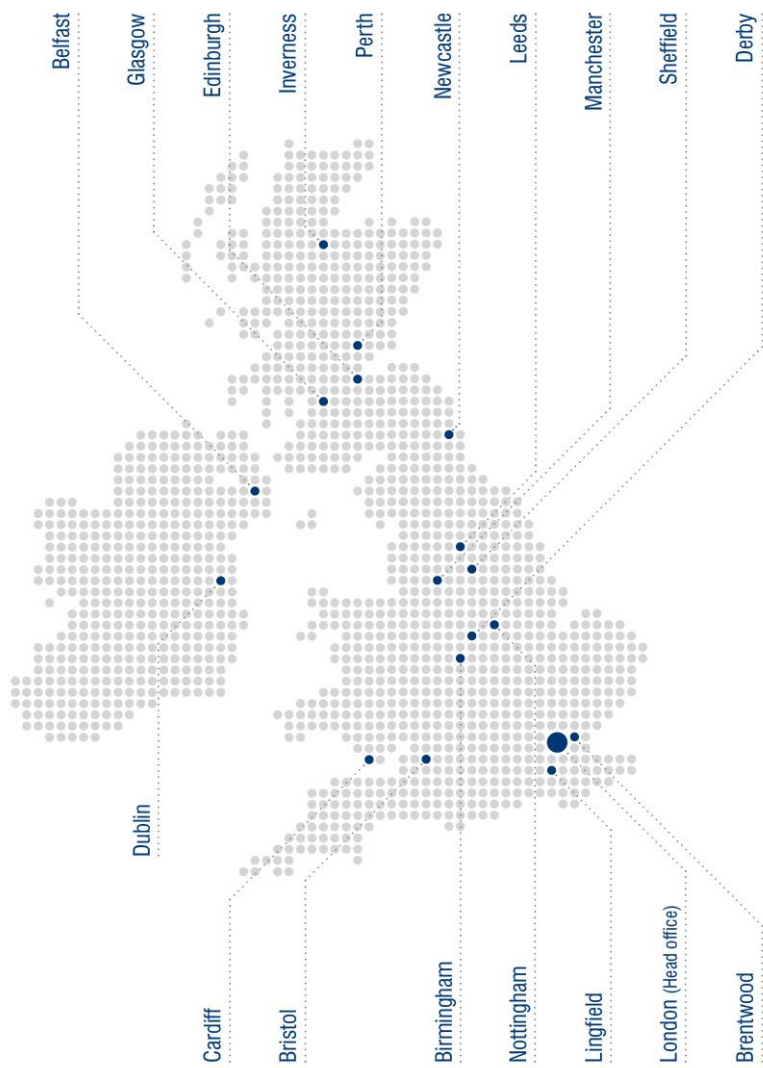 Belfast
Glasgow
Edinburgh
Inverness
Perth
Newcastle
Leeds
Manchester
Sheffield
Derby
Dublin
Cardiff
Bristol
Birmingham
Nottingham
Lingfield
London (Head office)
Brentwood